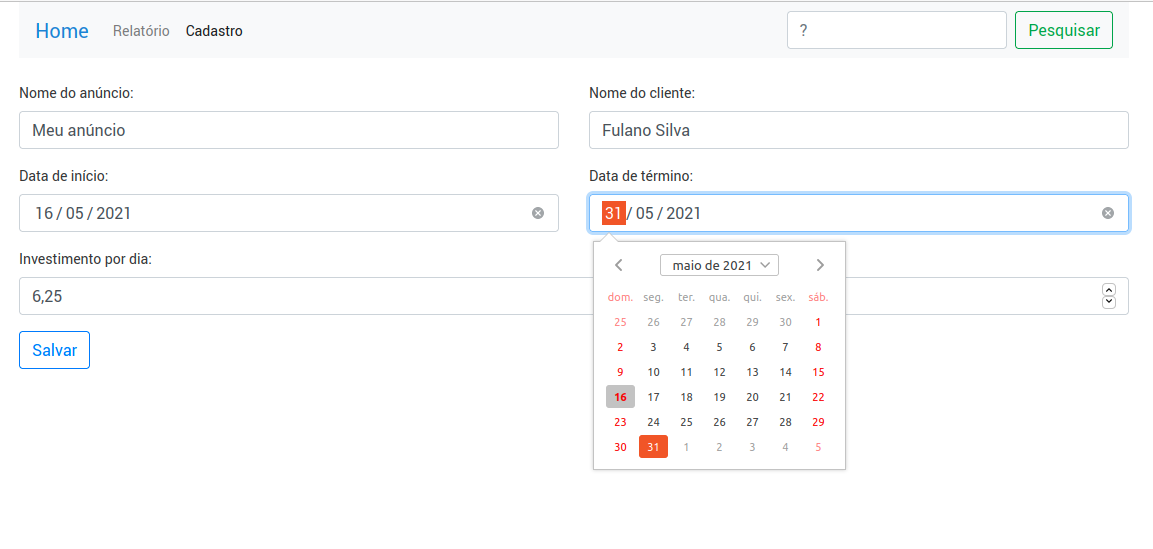 Home Relatório Cadastro ? Pesquisar
Nome do anúncio: Nome do cliente:
Meu anúncio Fulano Silva
Data de início: Data de término:
16 / 05 / 2021 31 / 05 / 2021
Investimento por dia:
6,25
Salvar
maio de 2021
dom. seg. ter. qua. qui. sex. sáb.
25 26 27 28 29 30 1
2 3 4 5 6 7 8
9 10 11 12 13 14 15
16 17 18 19 20 21 22
23 24 25 26 27 28 29
30 31 1 2 3 4 5